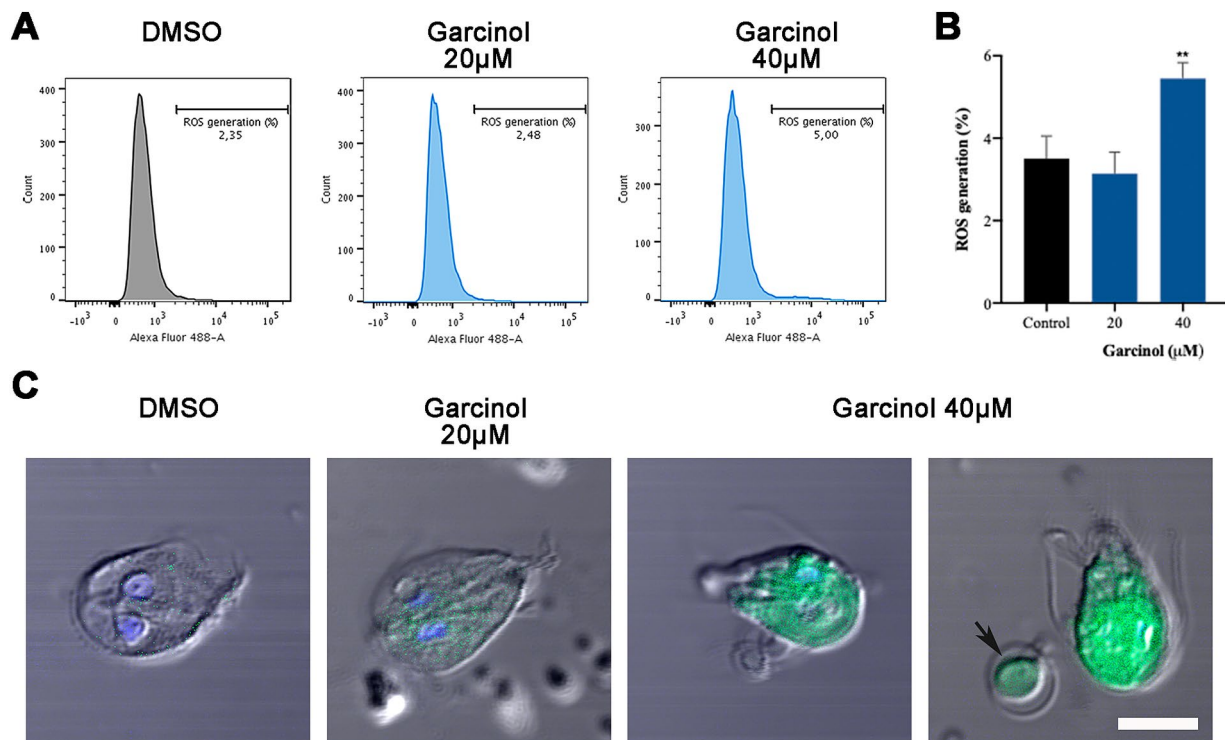 A
DMSO
Garcinol
20µM
Garcinol
40µM
B
400
300
200
100
0
Count
ROS generation (%)
2,35
-10³ 0 10³ 10⁴ 10⁵
Alexa Fluor 488-A
400
300
200
100
0
Count
ROS generation (%)
2,48
-10³ 0 10³ 10⁴ 10⁵
Alexa Fluor 488-A
300
200
100
0
Count
ROS generation (%)
5,00
-10³ 0 10³ 10⁴ 10⁵
Alexa Fluor 488-A
6
4
2
0
ROS generation (%)
**
Control 20 40
Garcinol (µM)
C
DMSO
Garcinol
20µM
Garcinol 40µM